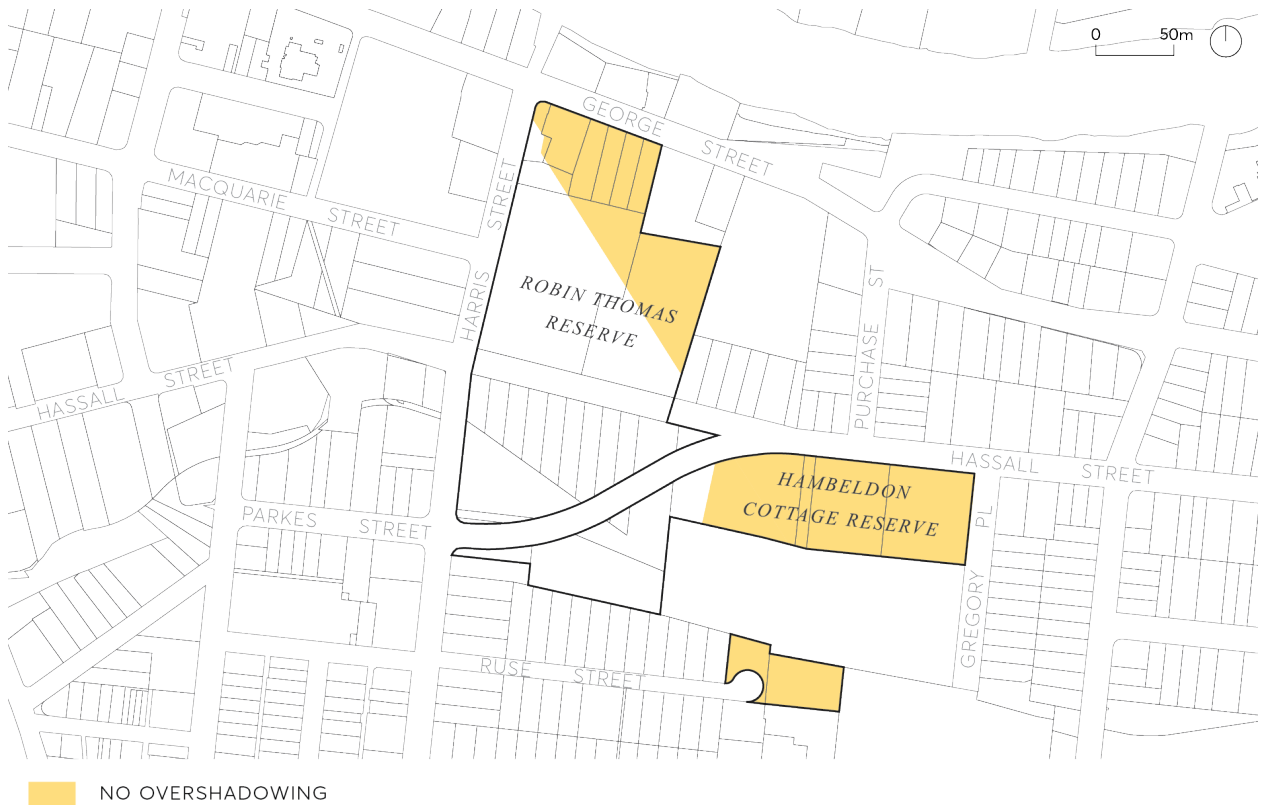 0 50m
GEORGE STREET
MACQUARIE STREET
HARRIS STREET
PURCHASE ST
ROBIN THOMAS
RESERVE
HASSALL STREET
HASSALL STREET
HAMBELDON
COTTAGE RESERVE
PARKES STREET
GREGORY PL
RUSE STREET
NO OVERSHADOWING